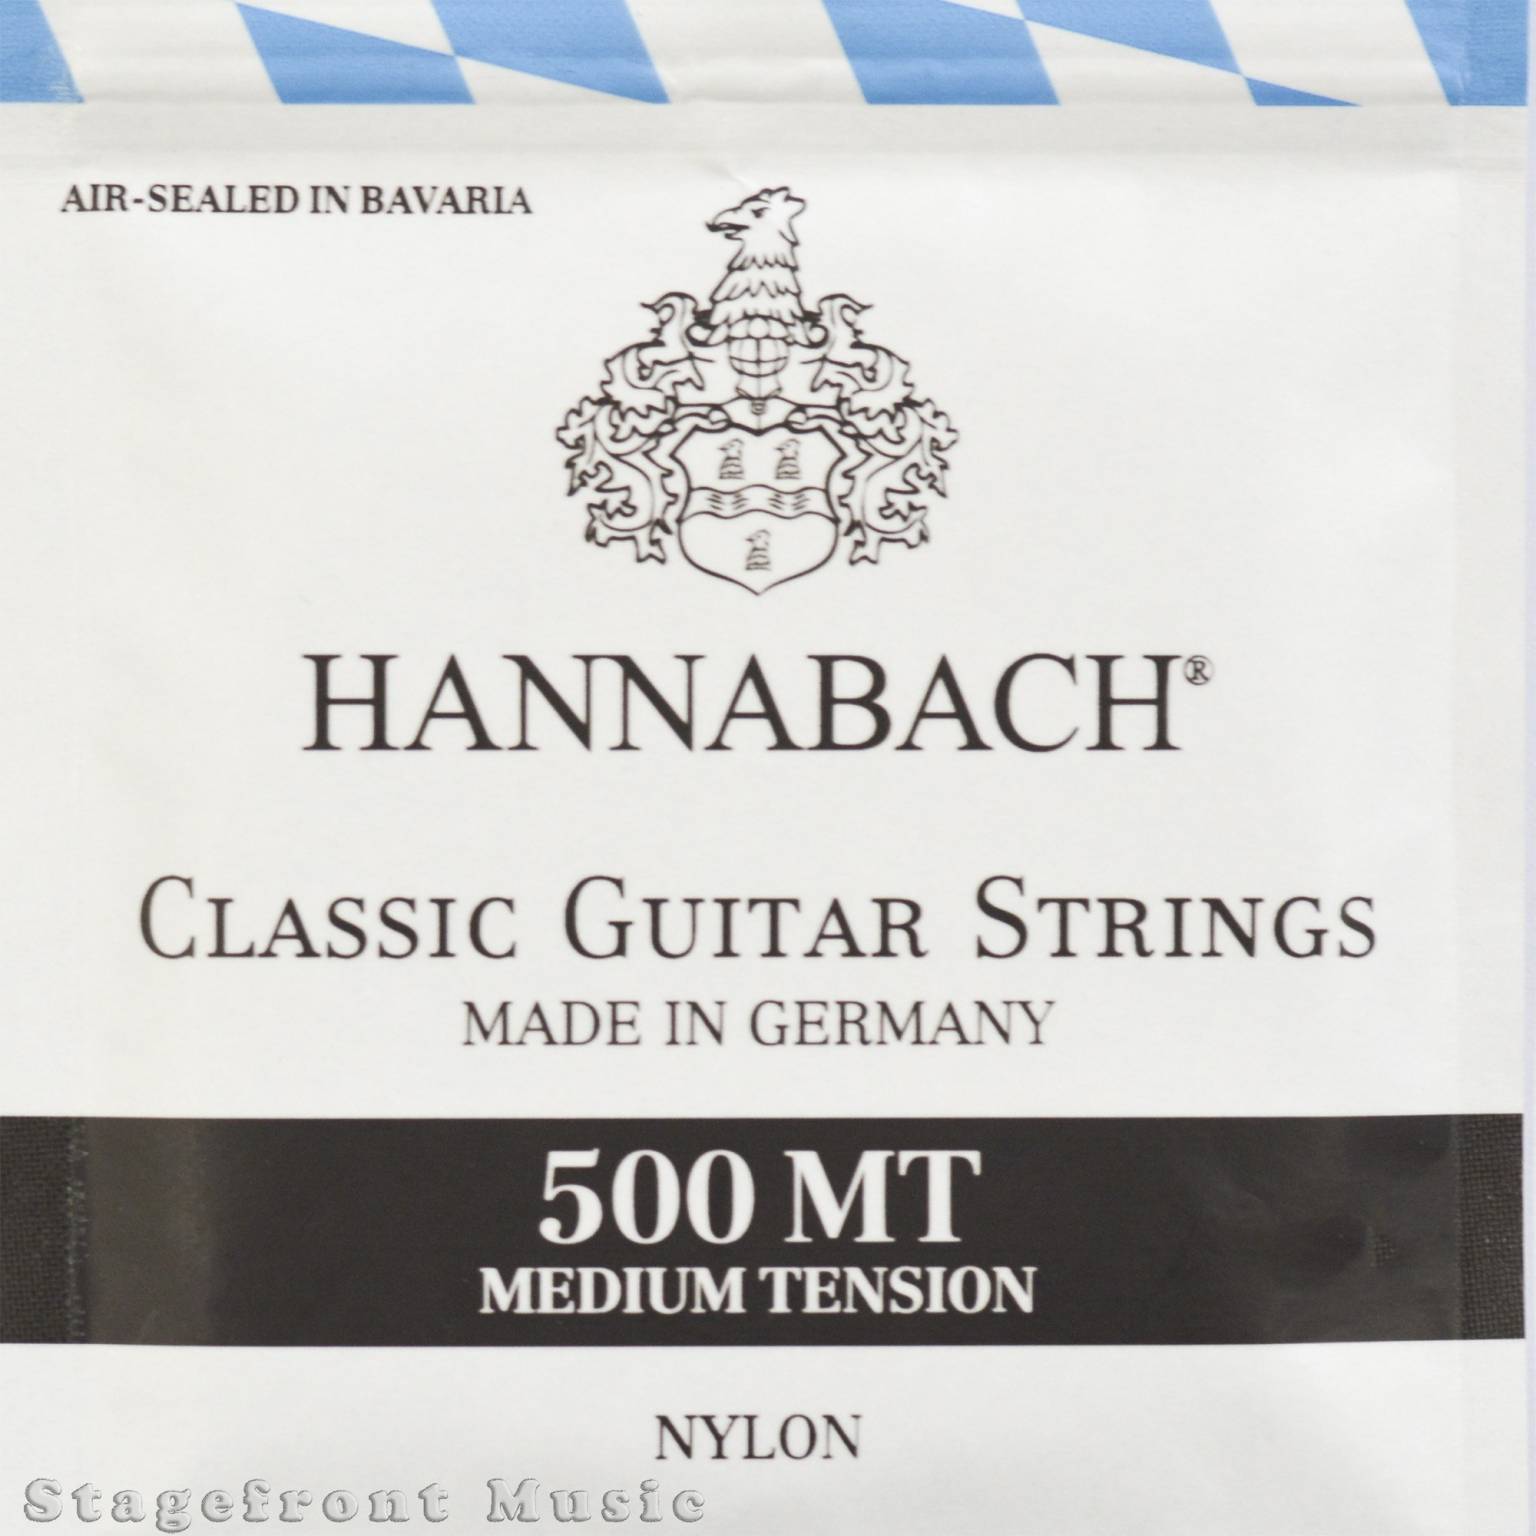 AIR-SEALED IN BAVARIA
HANNABACH®
CLASSIC GUITAR STRINGS
MADE IN GERMANY
500 MT
MEDIUM TENSION
NYLON
Stagefront Music